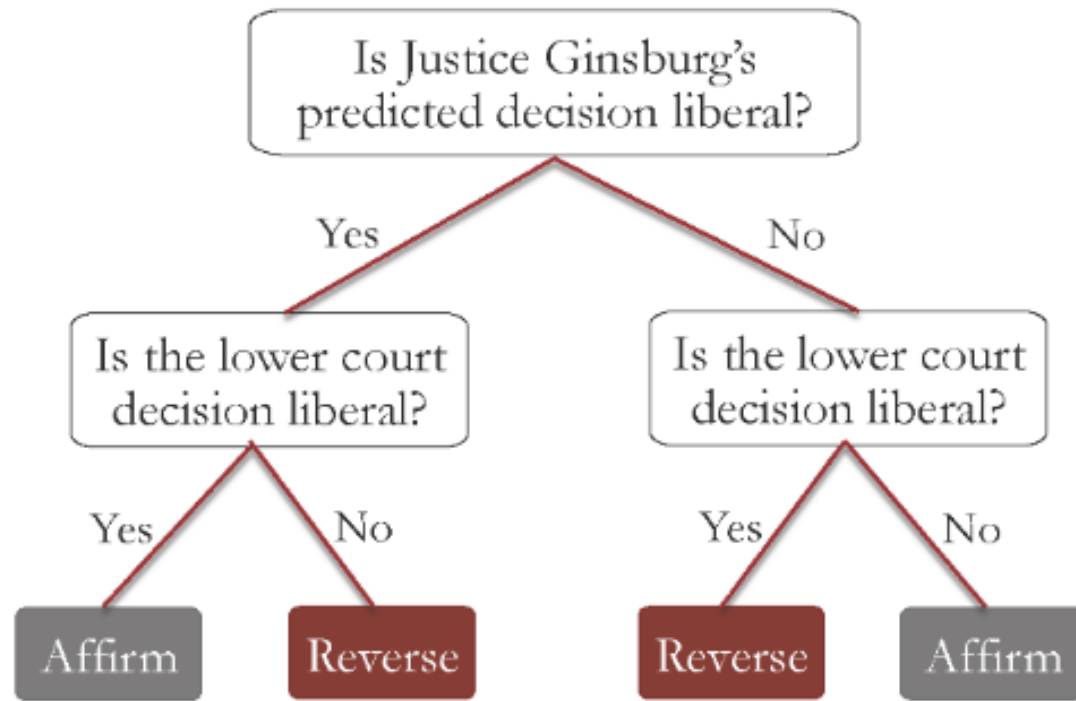 Is Justice Ginsburg's
predicted decision liberal?
Yes
No
Is the lower court
decision liberal?
Is the lower court
decision liberal?
Yes
No
Yes
No
Affirm
Reverse
Reverse
Affirm